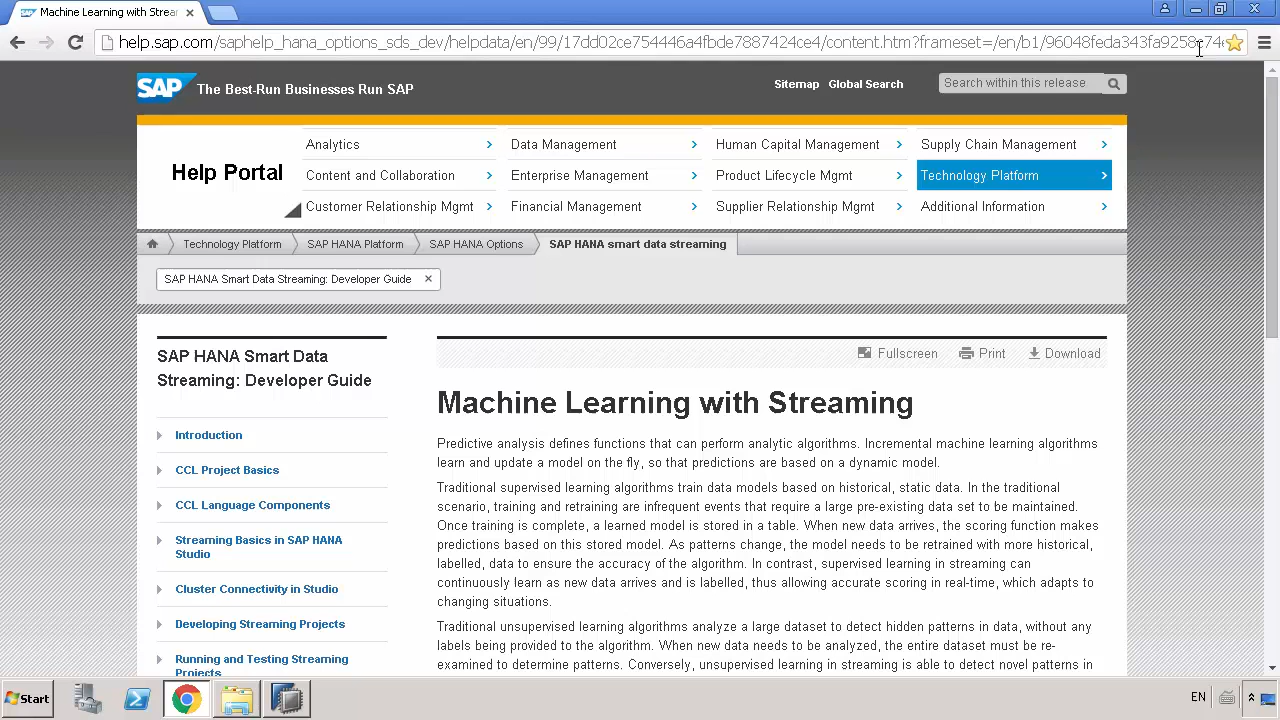 Machine Learning with Strear
help.sap.com/saphelp_hana_options_sds_dev/helpdata/en/99/17dd02ce754446a4fbde7887424ce4/content.htm?frameset=/en/b1/96048feda343fa9258
SAP The Best-Run Businesses Run SAP
Sitemap Global Search
Search within this release
Help Portal
Analytics
Data Management
Human Capital Management
Supply Chain Management
Content and Collaboration
Enterprise Management
Product Lifecycle Mgmt
Technology Platform
Customer Relationship Mgmt
Financial Management
Supplier Relationship Mgmt
Additional Information
Technology Platform
SAP HANA Platform
SAP HANA Options
SAP HANA smart data streaming
SAP HANA Smart Data Streaming: Developer Guide
SAP HANA Smart Data
Streaming: Developer Guide
Introduction
CCL Project Basics
CCL Language Components
Streaming Basics in SAP HANA
Studio
Cluster Connectivity in Studio
Developing Streaming Projects
Running and Testing Streaming
Projects
Fullscreen Print Download
Machine Learning with Streaming
Predictive analysis defines functions that can perform analytic algorithms. Incremental machine learning algorithms
learn and update a model on the fly, so that predictions are based on a dynamic model.
Traditional supervised learning algorithms train data models based on historical, static data. In the traditional
scenario, training and retraining are infrequent events that require a large pre-existing data set to be maintained.
Once training is complete, a learned model is stored in a table. When new data arrives, the scoring function makes
predictions based on this stored model. As patterns change, the model needs to be retrained with more historical,
labelled, data to ensure the accuracy of the algorithm. In contrast, supervised learning in streaming can
continuously learn as new data arrives and is labelled, thus allowing accurate scoring in real-time, which adapts to
changing situations.
Traditional unsupervised learning algorithms analyze a large dataset to detect hidden patterns in data, without any
labels being provided to the algorithm. When new data needs to be analyzed, the entire dataset must be re-
examined to determine patterns. Conversely, unsupervised learning in streaming is able to detect novel patterns in
Start
EN